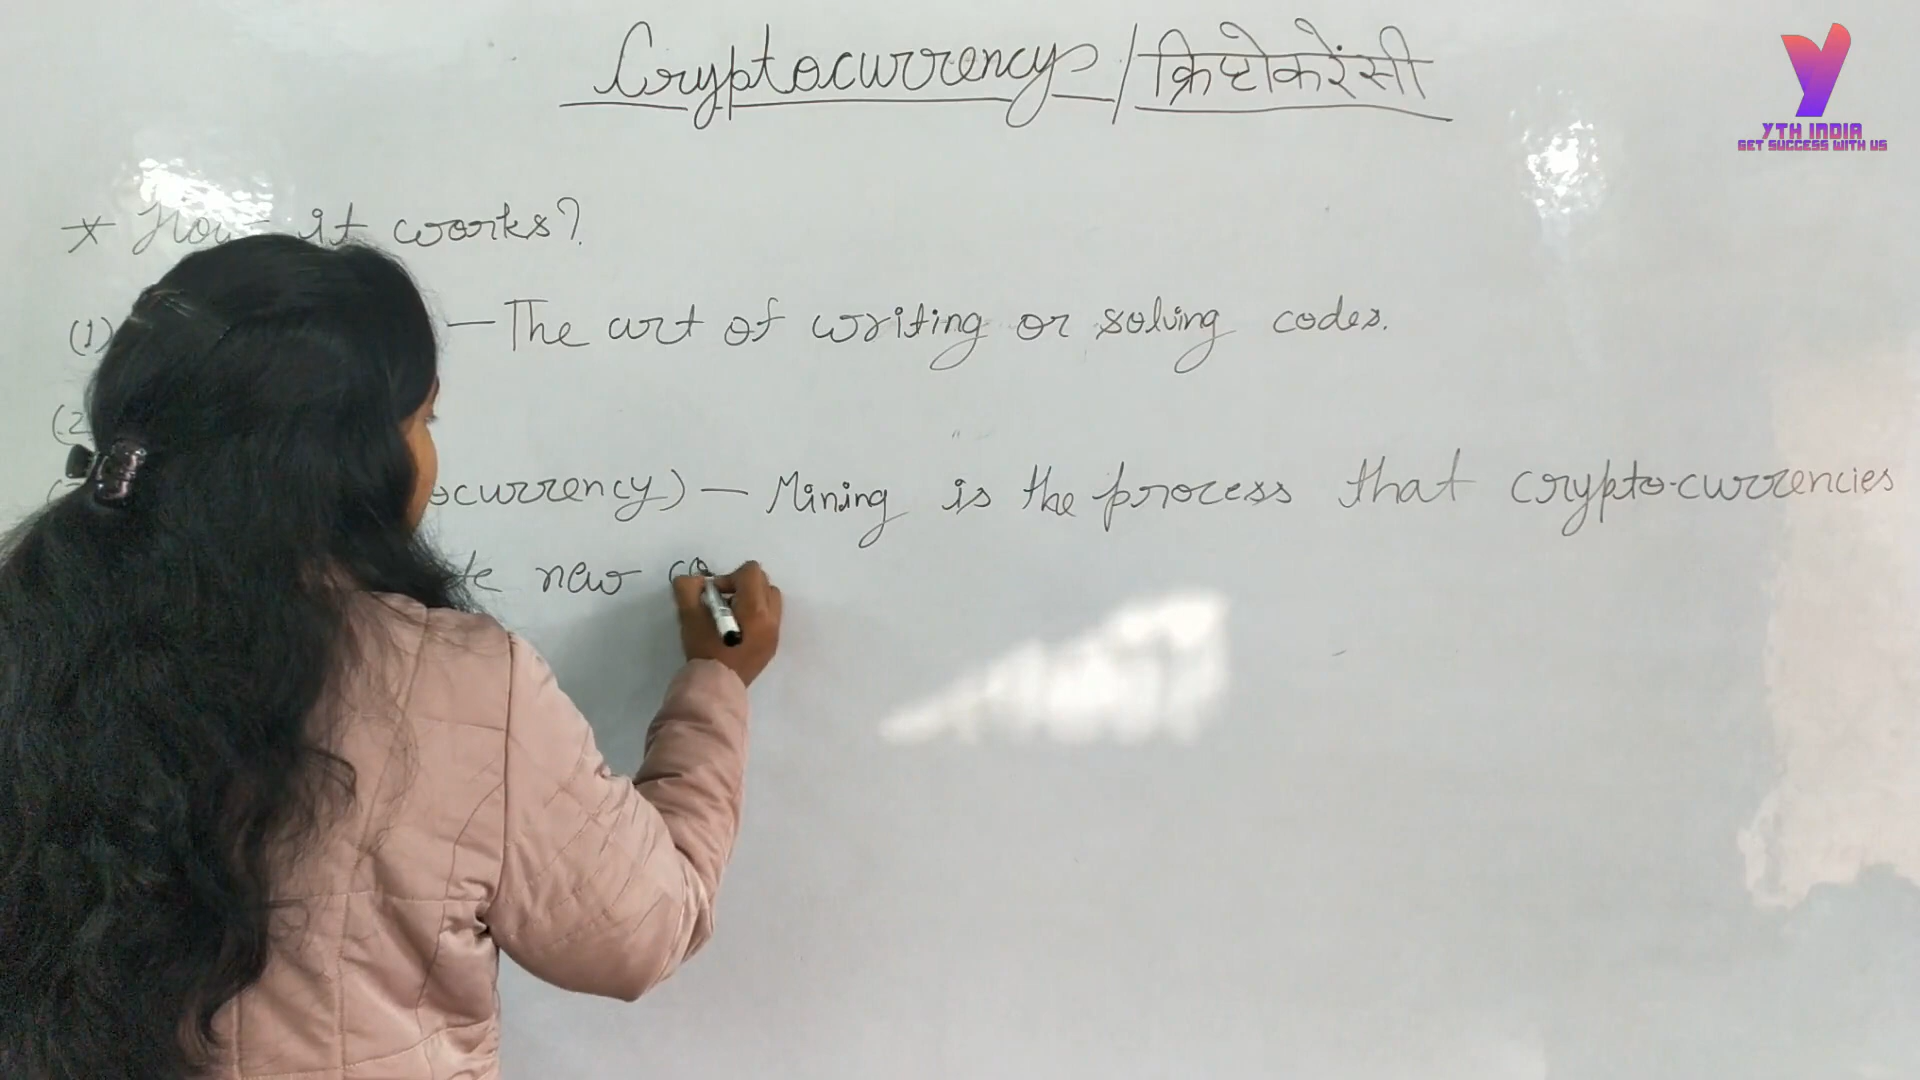 Cryptocurrency / क्रिप्टोकरेंसी
YTH INDIA
GET SUCCESS WITH US
* How it works?
(1) — The art of writing or solving codes.
(2
ocurrency) — Mining is the process that crypto-currencies
te new co